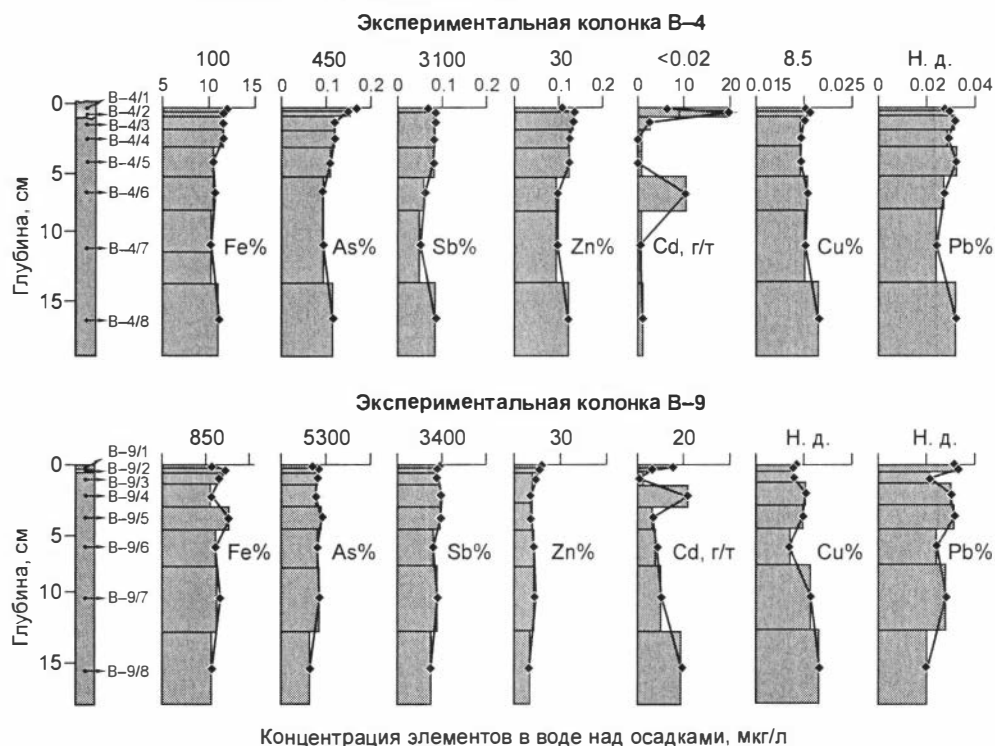 Экспериментальная колонка В–4
100 450 3100 30 <0.02 8.5 Н. д.
5 10 15 0 0.1 0.2 0 0.1 0.2 0 0.1 0.2 0 10 20 0.015 0.025 0 0.02 0.04
Глубина, см
0
5
10
15
В–4/1
В–4/2
В–4/3
В–4/4
В–4/5
В–4/6
В–4/7
В–4/8
Fe% As% Sb% Zn% Cd, г/т Cu% Pb%
Экспериментальная колонка В–9
850 5300 3400 30 20 Н. д. Н. д.
Глубина, см
0
5
10
15
В–9/1
В–9/2
В–9/3
В–9/4
В–9/5
В–9/6
В–9/7
В–9/8
Fe% As% Sb% Zn% Cd, г/т Cu% Pb%
Концентрация элементов в воде над осадками, мкг/л